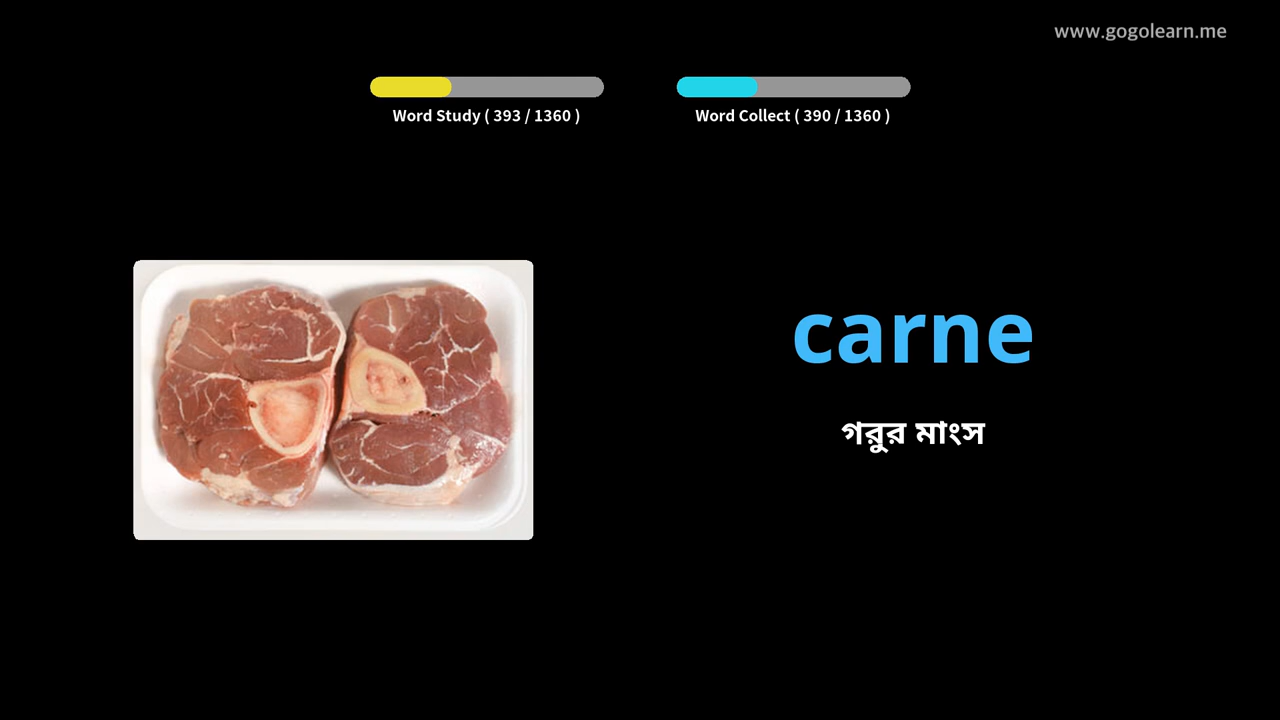 www.gogolearn.me
Word Study ( 393 / 1360 )
Word Collect ( 390 / 1360 )
carne
গরুর মাংস